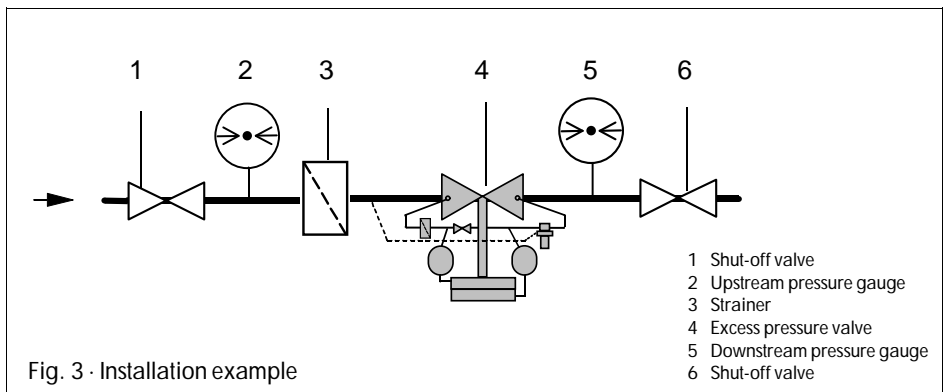 1 2 3 4 5 6
1 Shut-off valve
2 Upstream pressure gauge
3 Strainer
4 Excess pressure valve
5 Downstream pressure gauge
6 Shut-off valve
Fig. 3 · Installation example